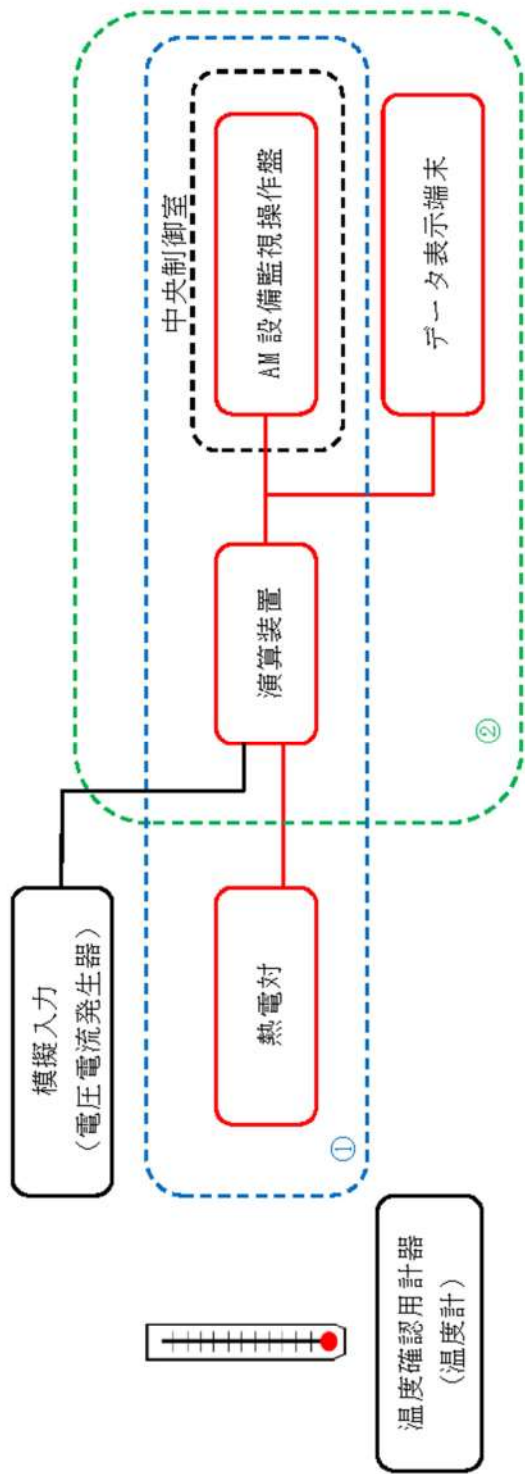 温度確認用計器
(温度計)
模擬入力
(電圧電流発生器)
①
熱電対
演算装置
中央制御室
AM 設備監視操作盤
データ表示端末
②